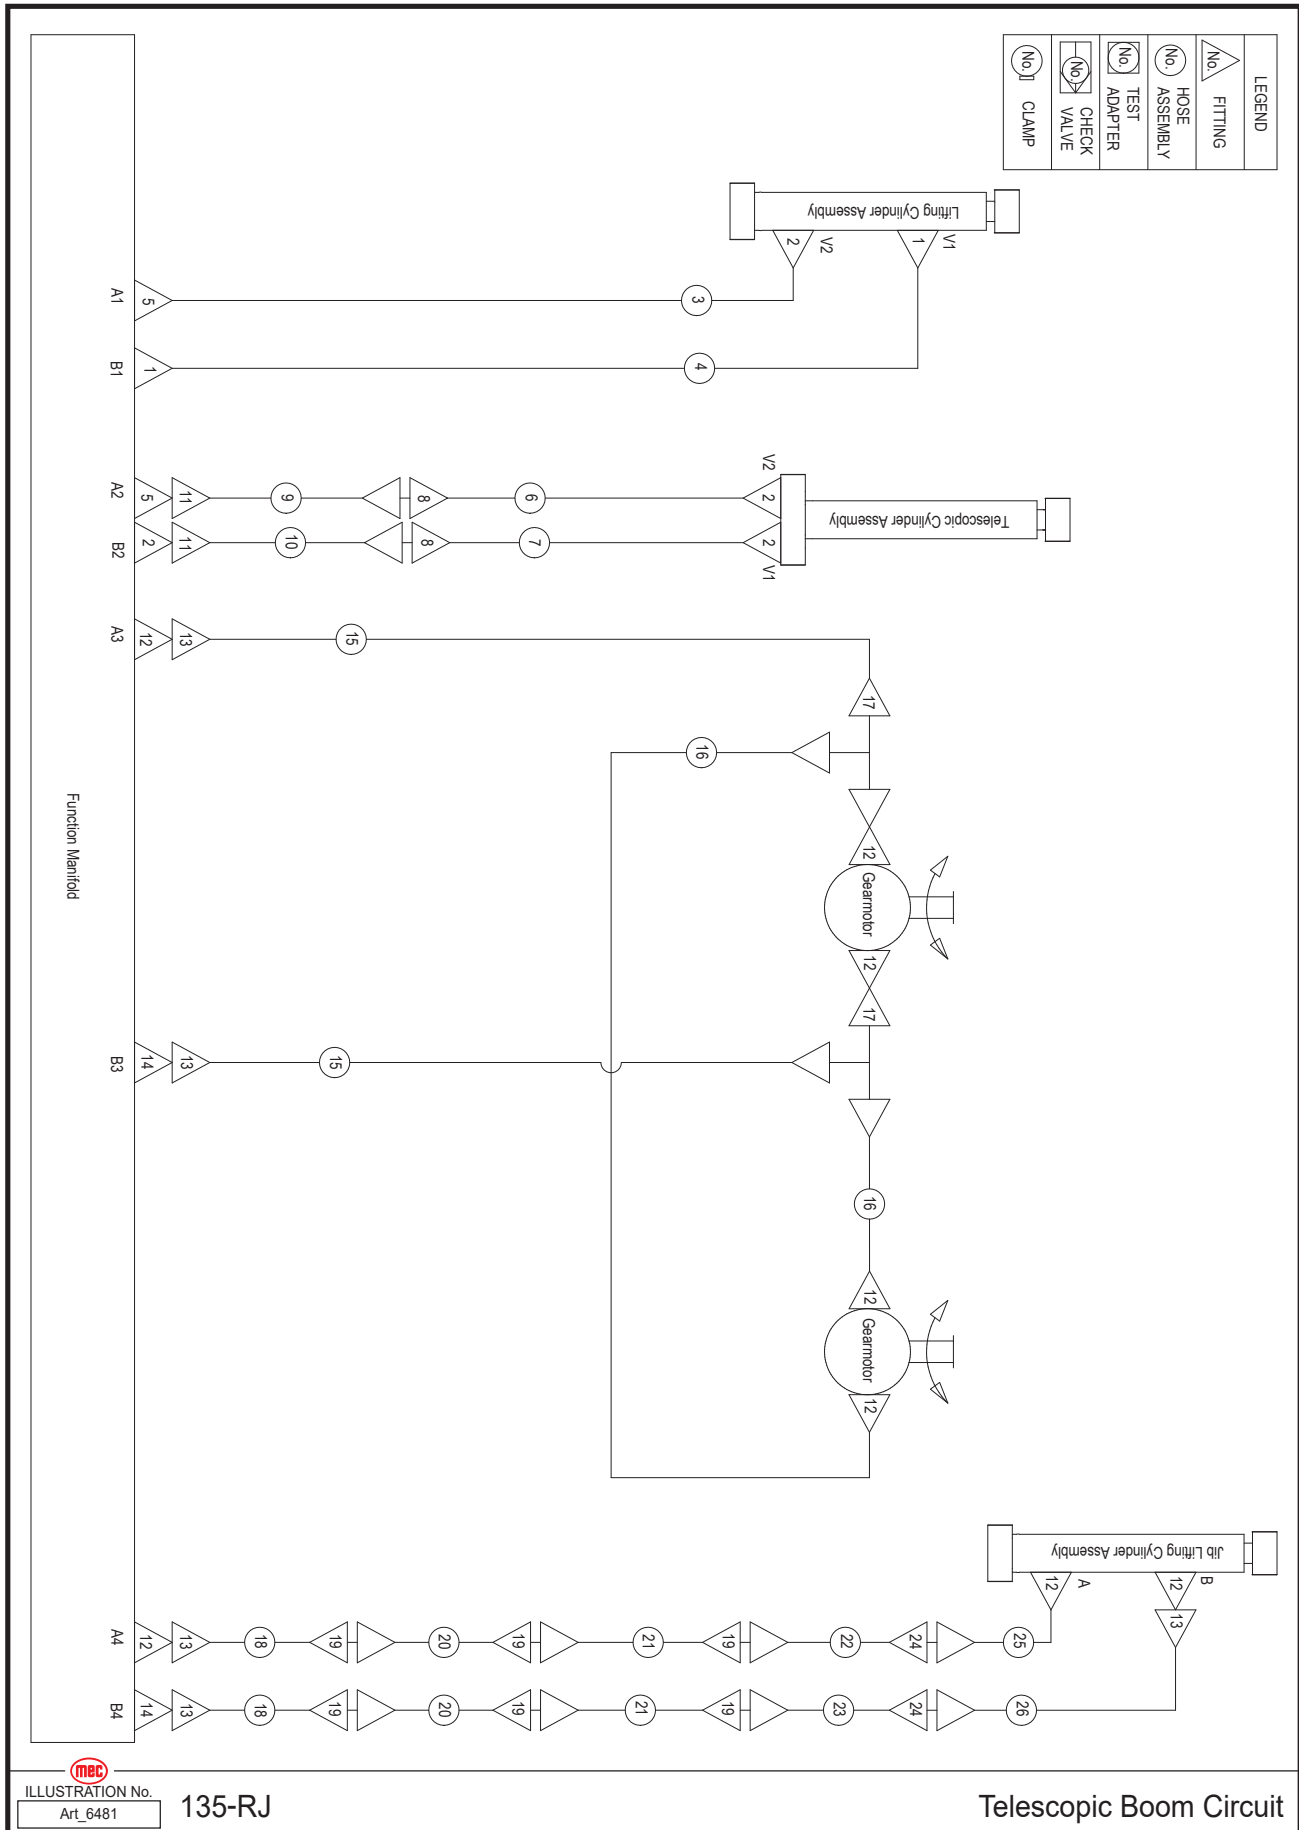 LEGEND
No. FITTING
No. HOSE ASSEMBLY
No. TEST ADAPTER
No. CHECK VALVE
No. CLAMP
Lifting Cylinder Assembly
2 V2
1 V1
A1 5 3
B1 1 4
Telescopic Cylinder Assembly
V2
A2 5 11 9 8 6 2
B2 2 11 10 8 7 2
V1
A3 12 13 15
17
16
12
Gearmotor
12
17
B3 14 13 15
16
12
Gearmotor
12
Jib Lifting Cylinder Assembly
12 A
12 B
13
A4 12 13 18 19 20 19 21 19 22 24 25
B4 14 13 18 19 20 19 21 19 23 24 26
Function Manifold
mec
ILLUSTRATION No.
Art_6481
135-RJ
Telescopic Boom Circuit